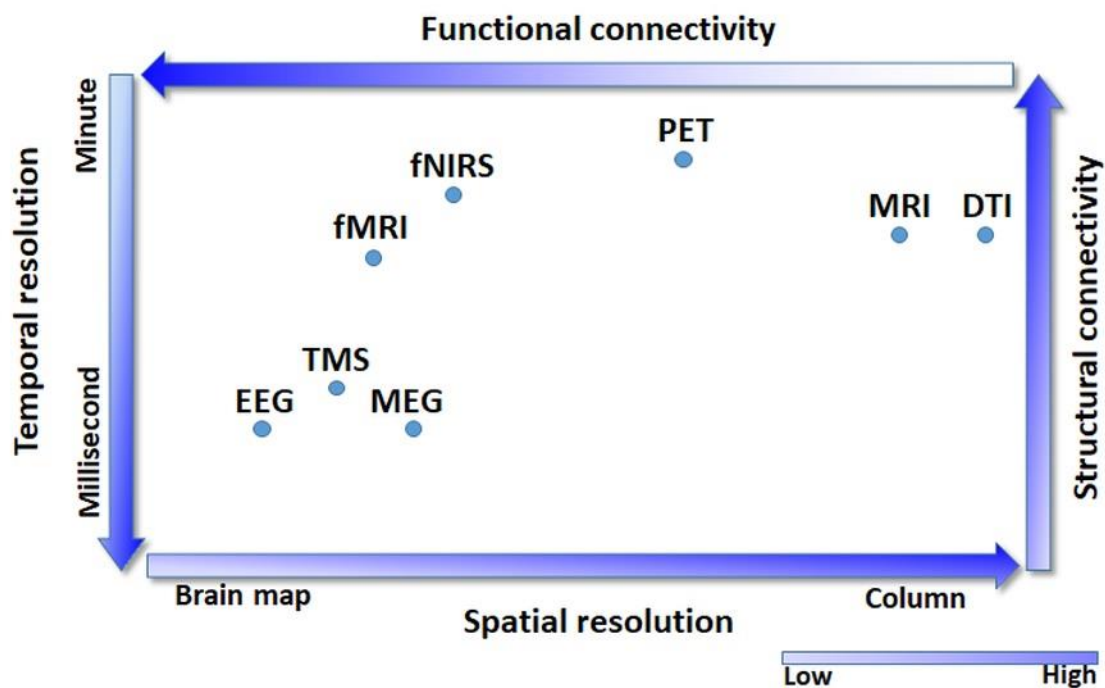 Functional connectivity
Minute
Temporal resolution
Millisecond
PET
fNIRS
MRI DTI
fMRI
TMS
EEG MEG
Structural connectivity
Brain map
Column
Spatial resolution
Low High